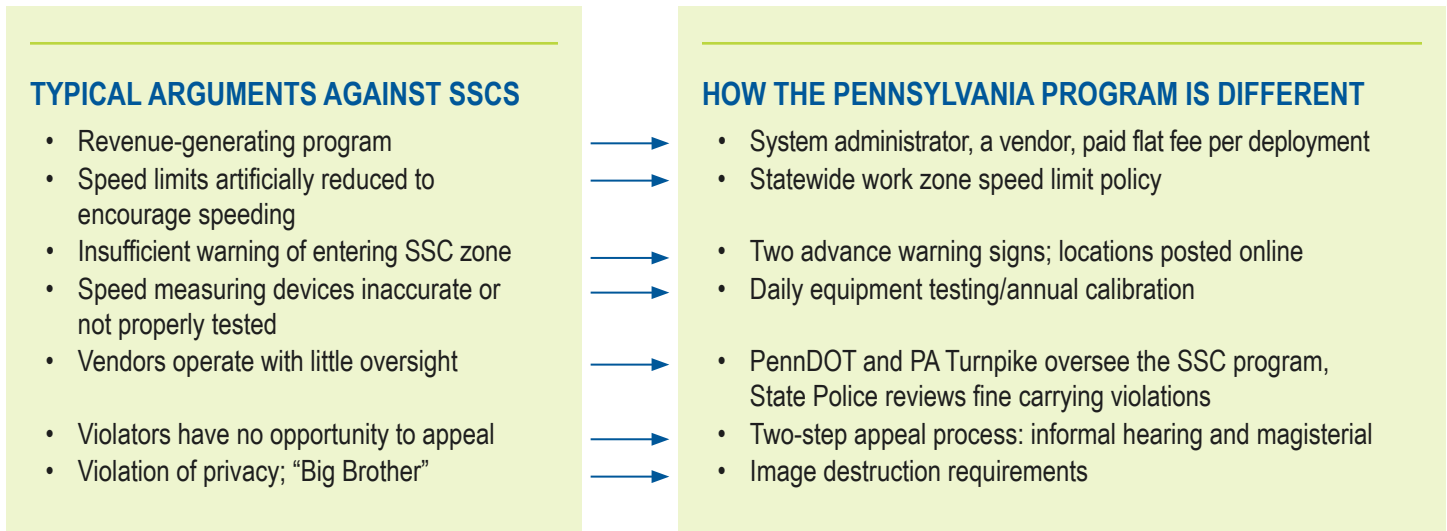 TYPICAL ARGUMENTS AGAINST SSCS
• Revenue-generating program
• Speed limits artificially reduced to
encourage speeding
• Insufficient warning of entering SSC zone
• Speed measuring devices inaccurate or
not properly tested
• Vendors operate with little oversight
• Violators have no opportunity to appeal
• Violation of privacy; “Big Brother”
HOW THE PENNSYLVANIA PROGRAM IS DIFFERENT
• System administrator, a vendor, paid flat fee per deployment
• Statewide work zone speed limit policy
• Two advance warning signs; locations posted online
• Daily equipment testing/annual calibration
• PennDOT and PA Turnpike oversee the SSC program,
State Police reviews fine carrying violations
• Two-step appeal process: informal hearing and magisterial
• Image destruction requirements